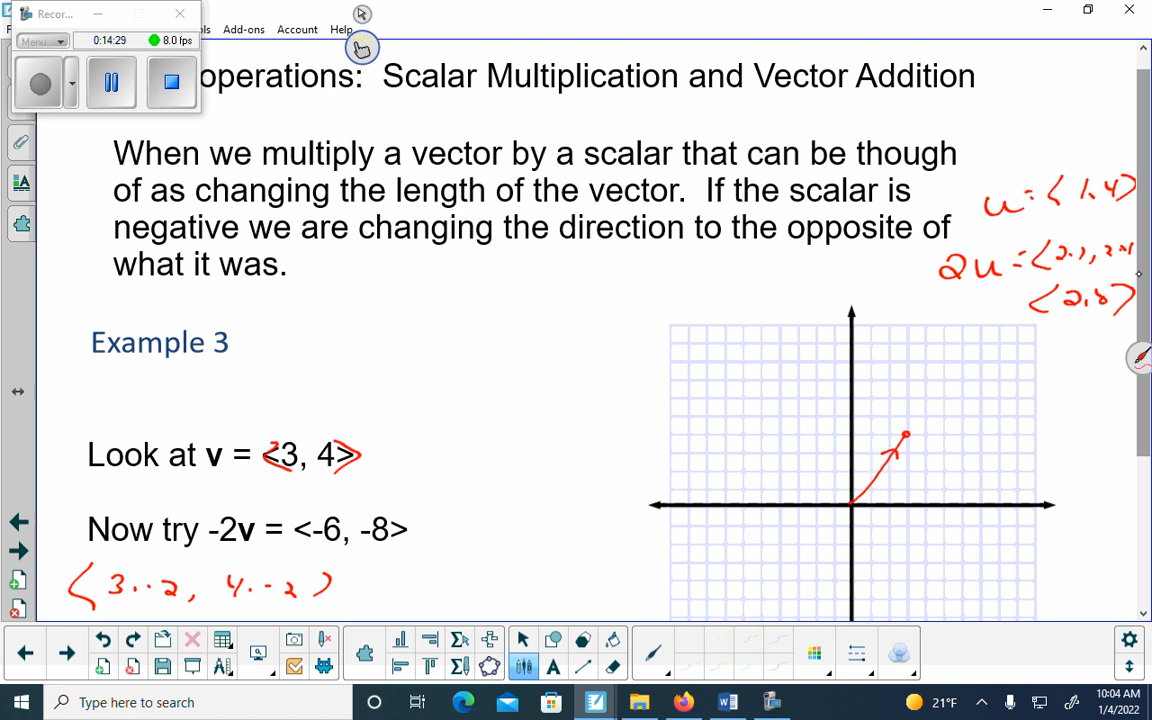 Recor...
Menu
0:14:29
8.0 fps
Add-ons Account Help
operations: Scalar Multiplication and Vector Addition
When we multiply a vector by a scalar that can be though
of as changing the length of the vector. If the scalar is
negative we are changing the direction to the opposite of
what it was.
u = < 1, 4>
2u = <2·1, 2·4
<2, 8>
Example 3
Look at v = <3, 4>
Now try -2v = <-6, -8>
< 3·-2, 4·-2 >
Type here to search
21°F
10:04 AM
1/4/2022